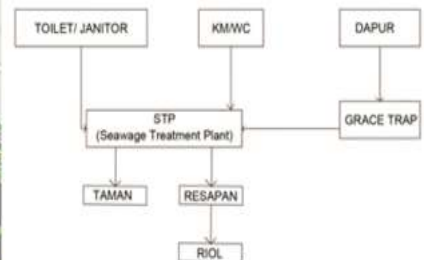 TOILET/ JANITOR
KM/WC
DAPUR
STP
(Seawage Treatment Plant)
GRACE TRAP
TAMAN
RESAPAN
RIOL